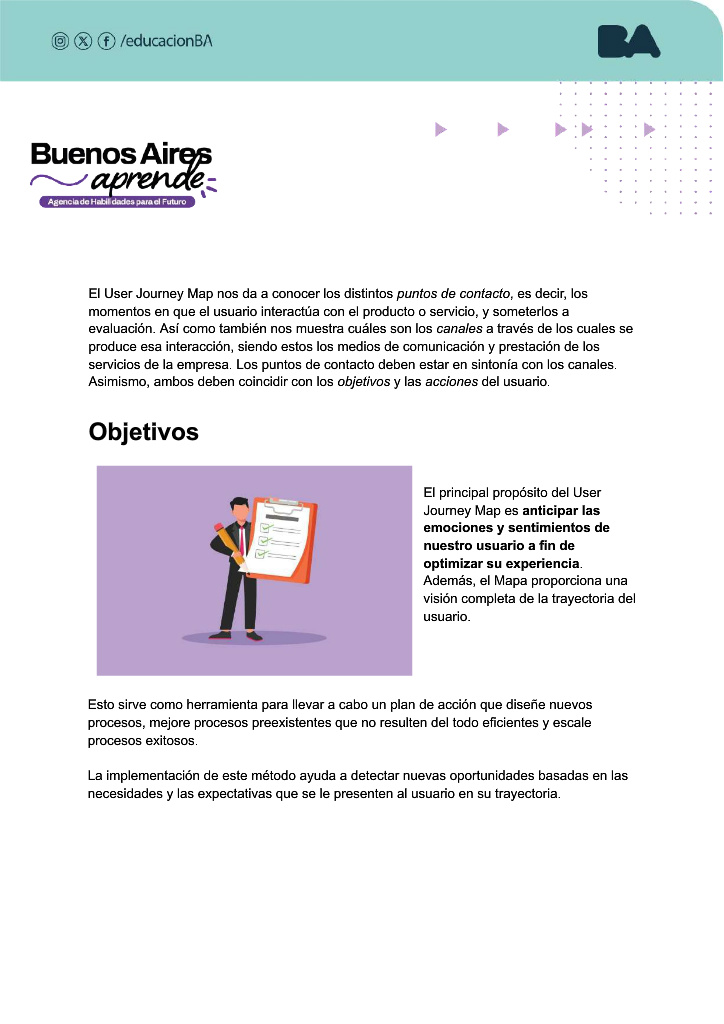 /educacionBA
BA
Buenos Aires
aprende
Agencia de Habilidades para el Futuro
El User Journey Map nos da a conocer los distintos puntos de contacto, es decir, los
momentos en que el usuario interactúa con el producto o servicio, y someterlos a
evaluación. Así como también nos muestra cuáles son los canales a través de los cuales se
produce esa interacción, siendo estos los medios de comunicación y prestación de los
servicios de la empresa. Los puntos de contacto deben estar en sintonía con los canales.
Asimismo, ambos deben coincidir con los objetivos y las acciones del usuario.
Objetivos
El principal propósito del User
Journey Map es anticipar las
emociones y sentimientos de
nuestro usuario a fin de
optimizar su experiencia.
Además, el Mapa proporciona una
visión completa de la trayectoria del
usuario.
Esto sirve como herramienta para llevar a cabo un plan de acción que diseñe nuevos
procesos, mejore procesos preexistentes que no resulten del todo eficientes y escale
procesos exitosos.
La implementación de este método ayuda a detectar nuevas oportunidades basadas en las
necesidades y las expectativas que se le presenten al usuario en su trayectoria.